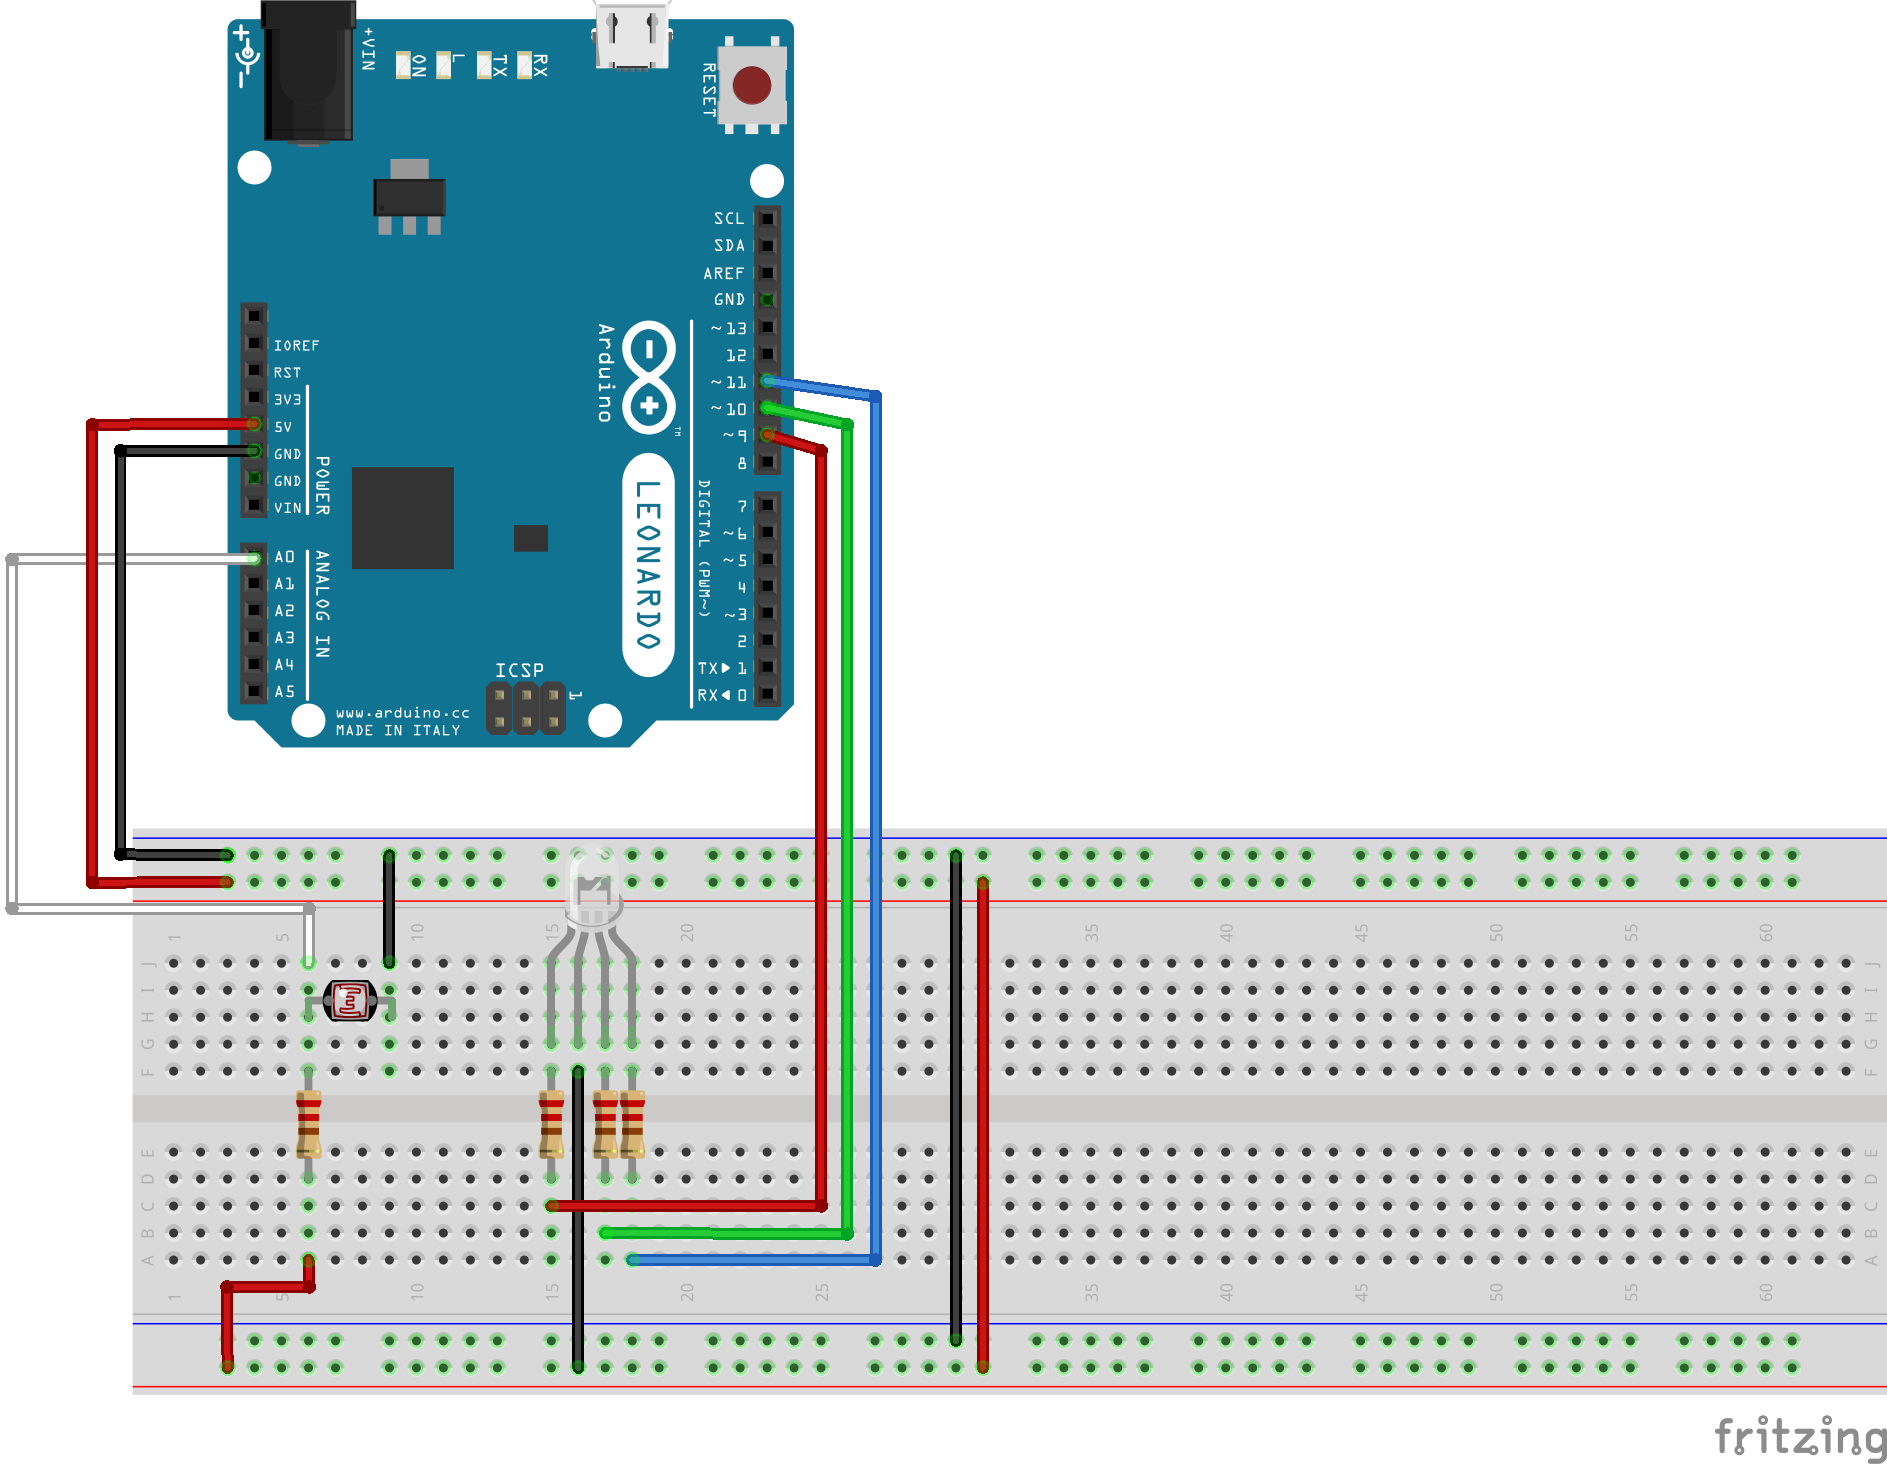 +
-
+VIN
ON
L
TX
RX
RESET
SCL
SDA
AREF
GND
~13
12
~11
~10
~9
8
7
~6
~5
4
~3
2
TX▶ 1
RX◀ 0
IOREF
RST
3V3
5V
GND
GND
VIN
POWER
A0
A1
A2
A3
A4
A5
ANALOG IN
Arduino
TM
LEONARDO
DIGITAL (PWM~)
ICSP
1
www.arduino.cc
MADE IN ITALY
1 5 10 15 20 35 40 45 50 55 60
J J
I I
H H
G G
F F
E E
D D
C C
B B
A A
1 5 10 15 20 25 35 40 45 50 55 60
fritzing